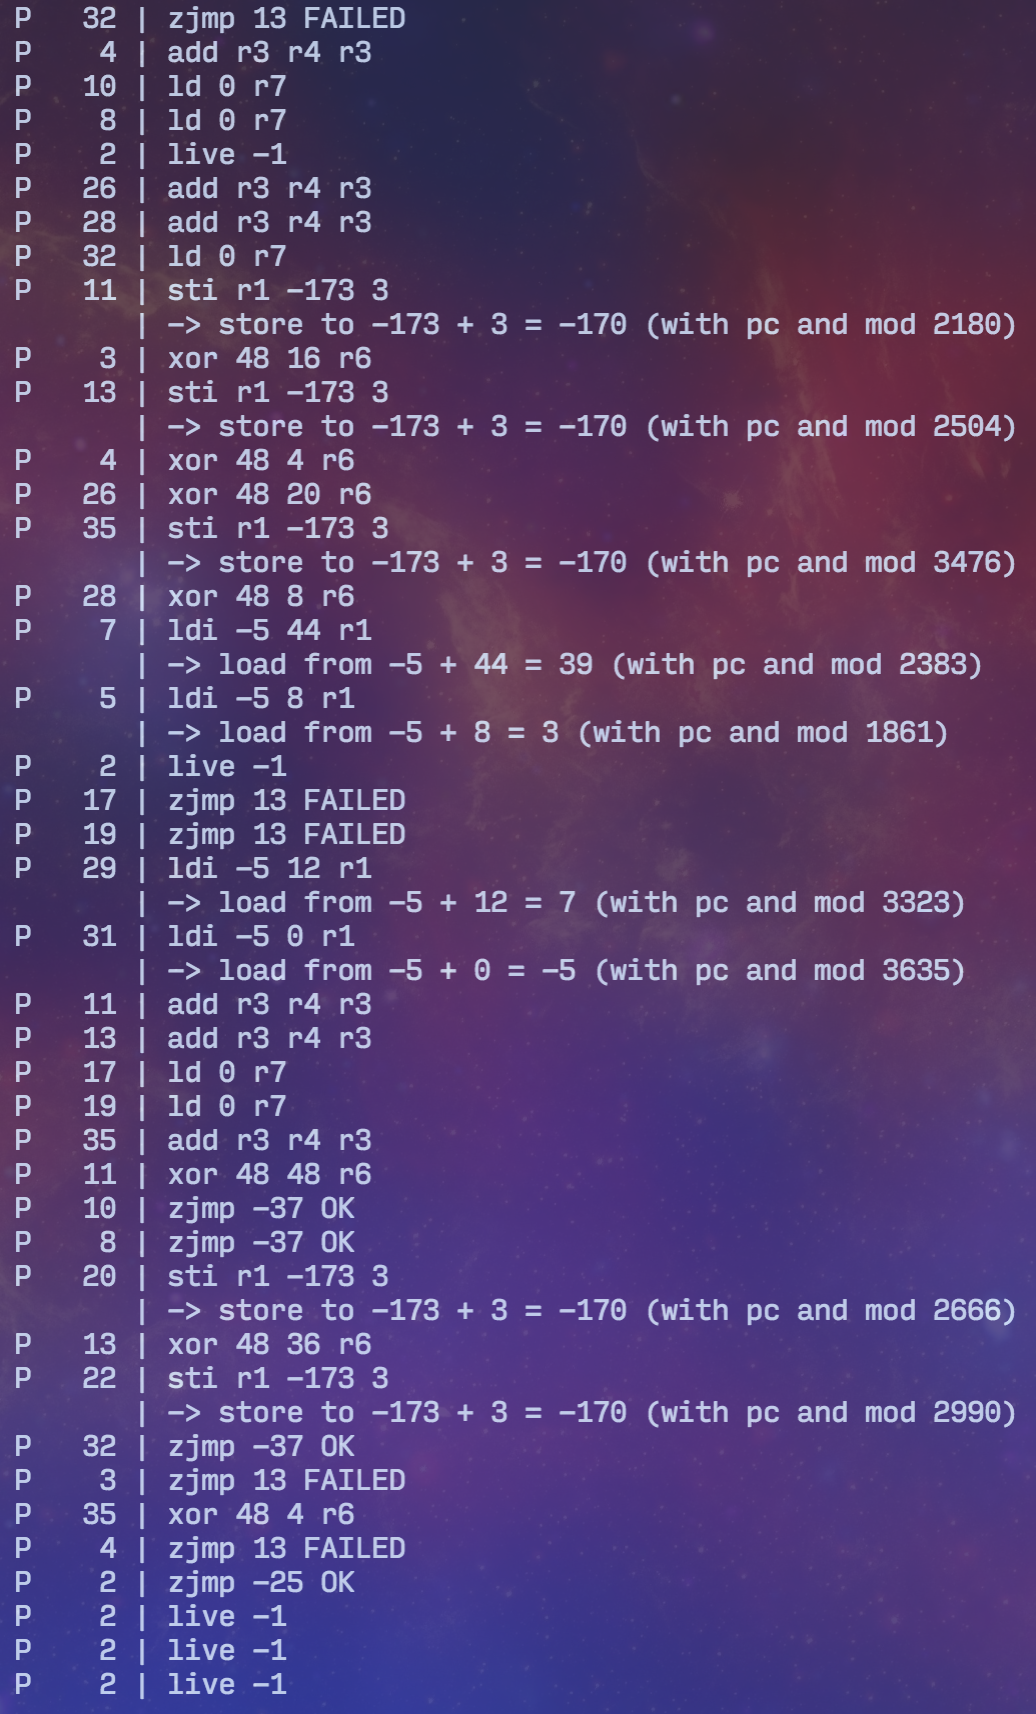 P    32 | zjmp 13 FAILED
P     4 | add r3 r4 r3
P    10 | ld 0 r7
P     8 | ld 0 r7
P     2 | live -1
P    26 | add r3 r4 r3
P    28 | add r3 r4 r3
P    32 | ld 0 r7
P    11 | sti r1 -173 3
       | -> store to -173 + 3 = -170 (with pc and mod 2180)
P     3 | xor 48 16 r6
P    13 | sti r1 -173 3
       | -> store to -173 + 3 = -170 (with pc and mod 2504)
P     4 | xor 48 4 r6
P    26 | xor 48 20 r6
P    35 | sti r1 -173 3
       | -> store to -173 + 3 = -170 (with pc and mod 3476)
P    28 | xor 48 8 r6
P     7 | ldi -5 44 r1
       | -> load from -5 + 44 = 39 (with pc and mod 2383)
P     5 | ldi -5 8 r1
       | -> load from -5 + 8 = 3 (with pc and mod 1861)
P     2 | live -1
P    17 | zjmp 13 FAILED
P    19 | zjmp 13 FAILED
P    29 | ldi -5 12 r1
       | -> load from -5 + 12 = 7 (with pc and mod 3323)
P    31 | ldi -5 0 r1
       | -> load from -5 + 0 = -5 (with pc and mod 3635)
P    11 | add r3 r4 r3
P    13 | add r3 r4 r3
P    17 | ld 0 r7
P    19 | ld 0 r7
P    35 | add r3 r4 r3
P    11 | xor 48 48 r6
P    10 | zjmp -37 OK
P     8 | zjmp -37 OK
P    20 | sti r1 -173 3
       | -> store to -173 + 3 = -170 (with pc and mod 2666)
P    13 | xor 48 36 r6
P    22 | sti r1 -173 3
       | -> store to -173 + 3 = -170 (with pc and mod 2990)
P    32 | zjmp -37 OK
P     3 | zjmp 13 FAILED
P    35 | xor 48 4 r6
P     4 | zjmp 13 FAILED
P     2 | zjmp -25 OK
P     2 | live -1
P     2 | live -1
P     2 | live -1